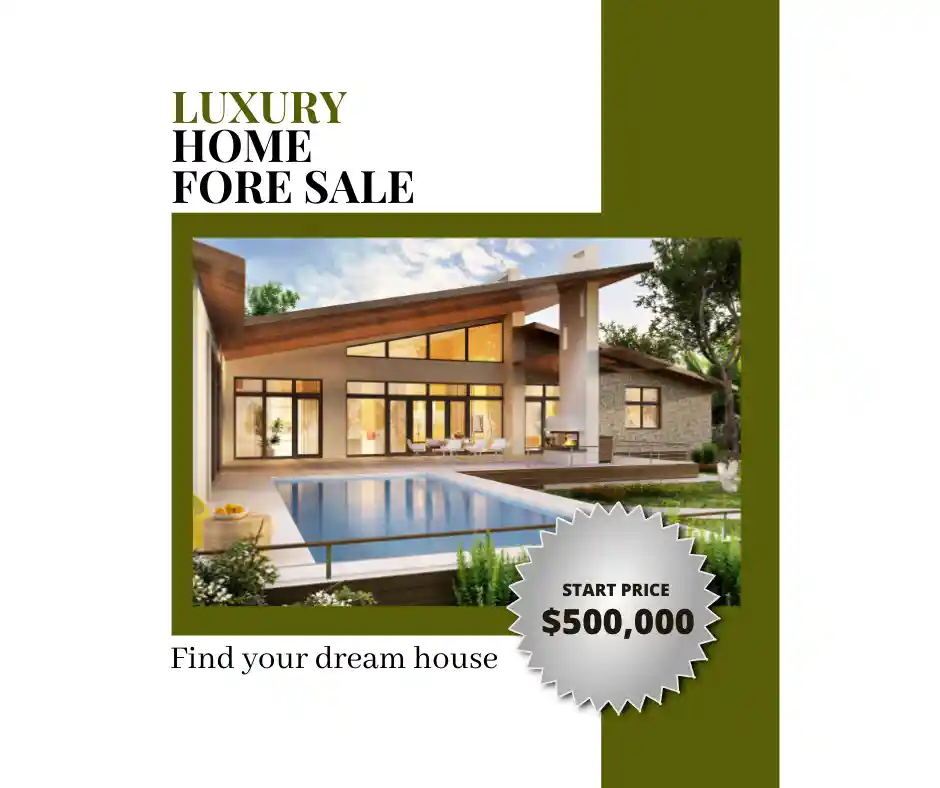 LUXURY
HOME
FORE SALE
START PRICE
$500,000
Find your dream house